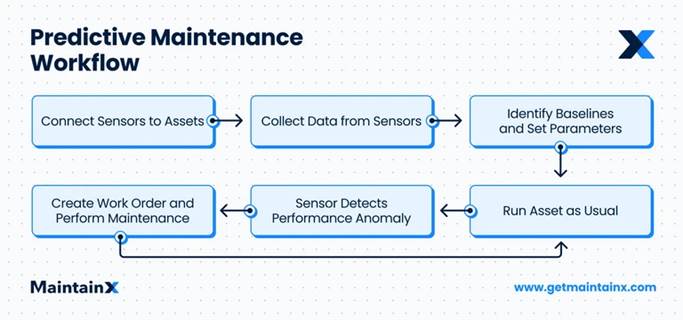 Predictive Maintenance
Workflow
Connect Sensors to Assets
Collect Data from Sensors
Identify Baselines
and Set Parameters
Create Work Order and
Perform Maintenance
Sensor Detects
Performance Anomaly
Run Asset as Usual
MaintainX
www.getmaintainx.com